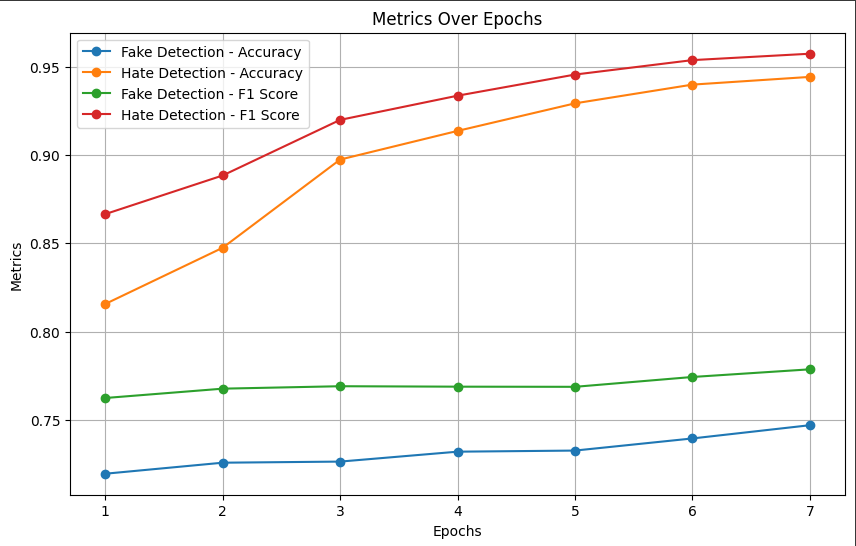 Metrics Over Epochs
Fake Detection - Accuracy
Hate Detection - Accuracy
Fake Detection - F1 Score
Hate Detection - F1 Score
0.95
0.90
0.85
0.80
0.75
Metrics
1 2 3 4 5 6 7
Epochs